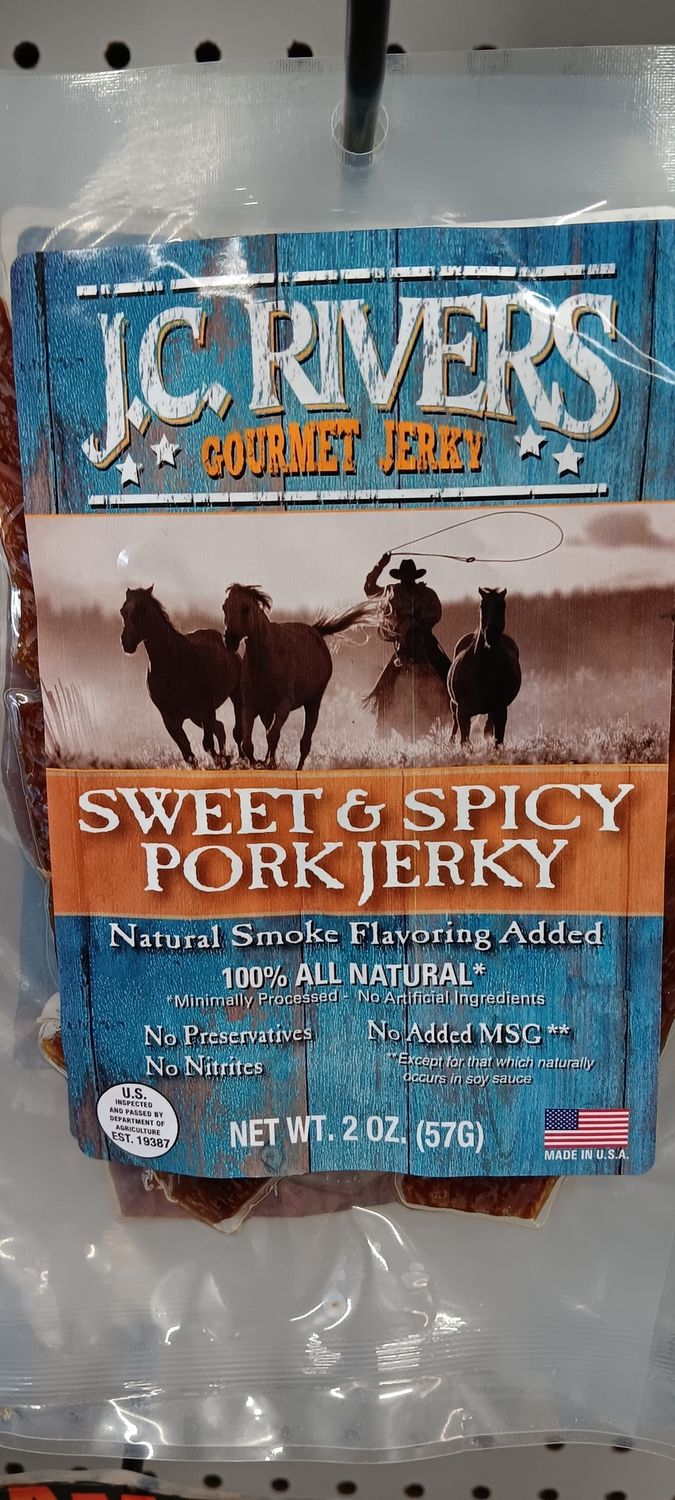 J.C. RIVERS
GOURMET JERKY
SWEET & SPICY
PORK JERKY
Natural Smoke Flavoring Added
100% ALL NATURAL*
*Minimally Processed - No Artificial Ingredients
No Preservatives
No Nitrites
No Added MSG **
**Except for that which naturally
occurs in soy sauce
U.S.
INSPECTED
AND PASSED BY
DEPARTMENT OF
AGRICULTURE
EST. 19387
NET WT. 2 OZ. (57G)
MADE IN U.S.A.